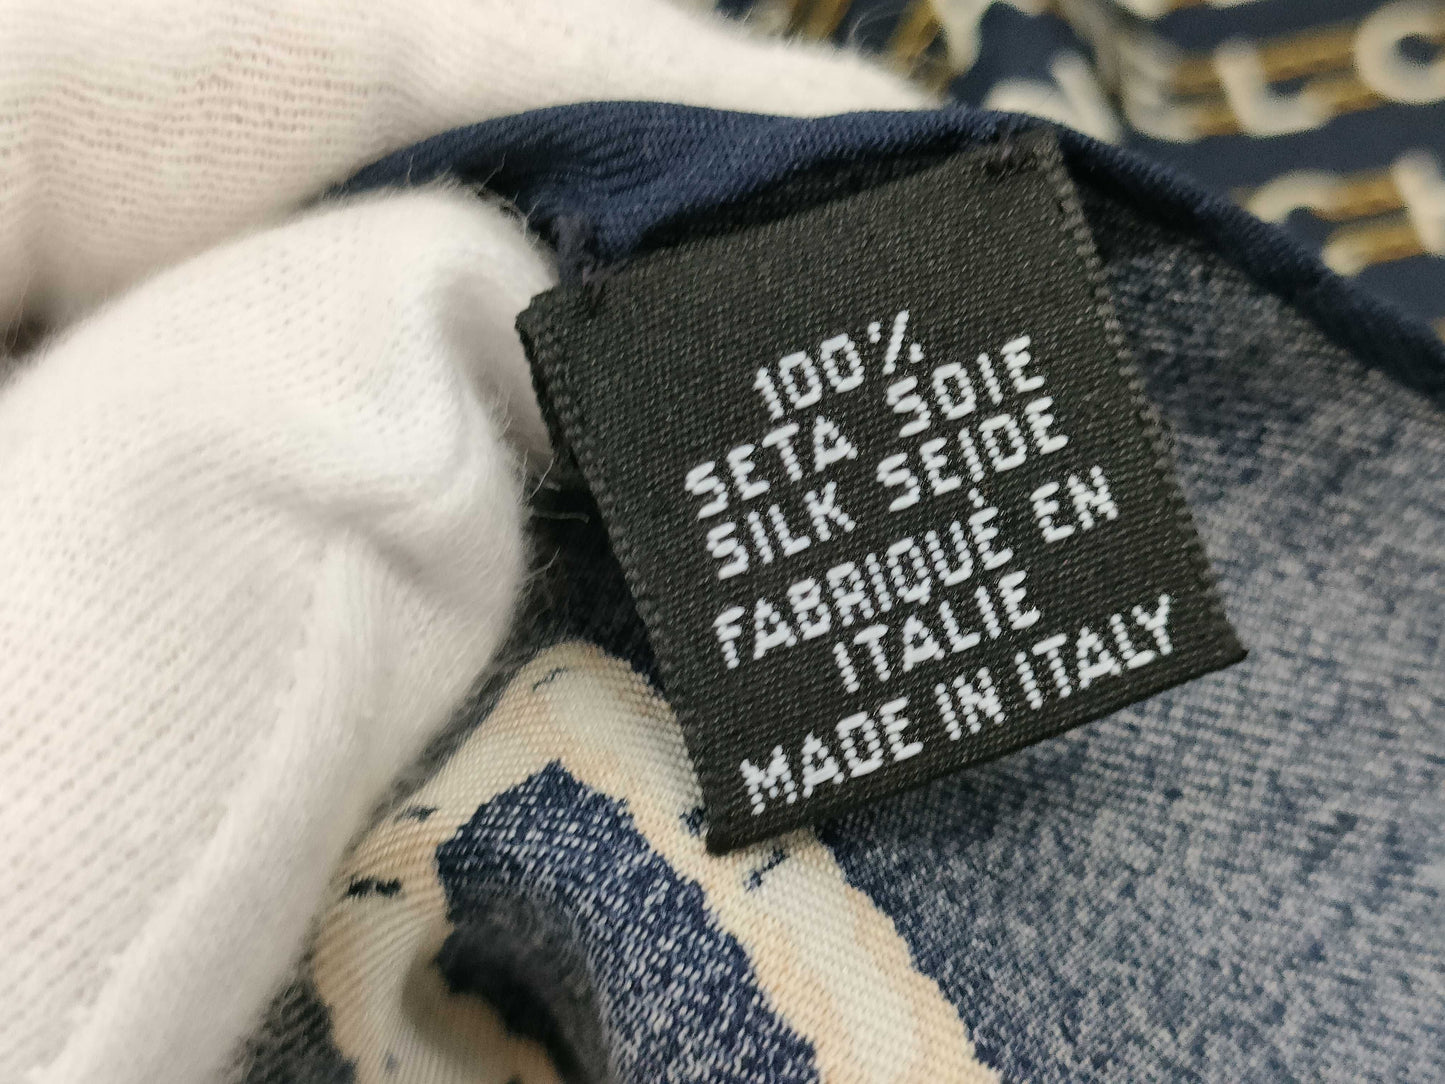 100%
SETA SOIE
SILK SEIDE
FABRIQUÉ EN
ITALIE
MADE IN ITALY